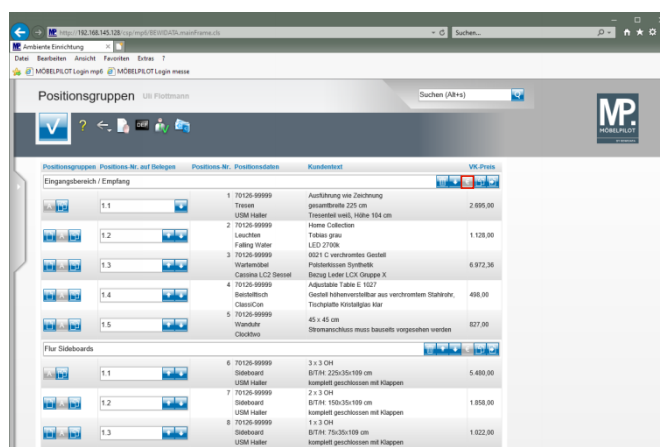 http://192.168.145.128/csp/mp8/BEWIDATA.mainFrame.cls
Suchen...
Ambiente Einrichtung
Datei Bearbeiten Ansicht Favoriten Extras ?
MÖBELPILOT Login mp8 MÖBELPILOT Login messe
Positionsgruppen Uli Flottmann
Suchen (Alt+s)
MP.
MÖBELPILOT
Positionsgruppen Positions-Nr. auf Belegen Positions-Nr. Positionsdaten Kundentext VK-Preis
Eingangsbereich / Empfang
1 70126-99999 Ausführung wie Zeichnung
1.1 Tresen gesamtbreite 225 cm 2.695,00
USM Haller Tresenteil weiß, Höhe 104 cm
2 70126-99999 Home Collection
1.2 Leuchten Tobias grau 1.128,00
Falling Water LED 2700k
3 70126-99999 0021 C verchromtes Gestell
1.3 Wartemöbel Polsterkissen Synthetik 6.972,36
Cassina LC2 Sessel Bezug Leder LCX Gruppe X
4 70126-99999 Adjustable Table E 1027
1.4 Beistelltisch Gestell höhenverstellbar aus verchromtem Stahlrohr, 498,00
ClassiCon Tischplatte Kristallglas klar
5 70126-99999 45 x 45 cm
1.5 Wanduhr Stromanschluss muss bauseits vorgesehen werden 827,00
Clocktwo
Flur Sideboards
6 70126-99999 3 x 3 OH
1.1 Sideboard B/T/H: 225x35x109 cm 5.480,00
USM Haller komplett geschlossen mit Klappen
7 70126-99999 2 x 3 OH
1.2 Sideboard B/T/H: 150x35x109 cm 1.858,00
USM Haller komplett geschlossen mit Klappen
8 70126-99999 1 x 3 OH
1.3 Sideboard B/T/H: 75x35x109 cm 1.022,00
USM Haller komplett geschlossen mit Klappen